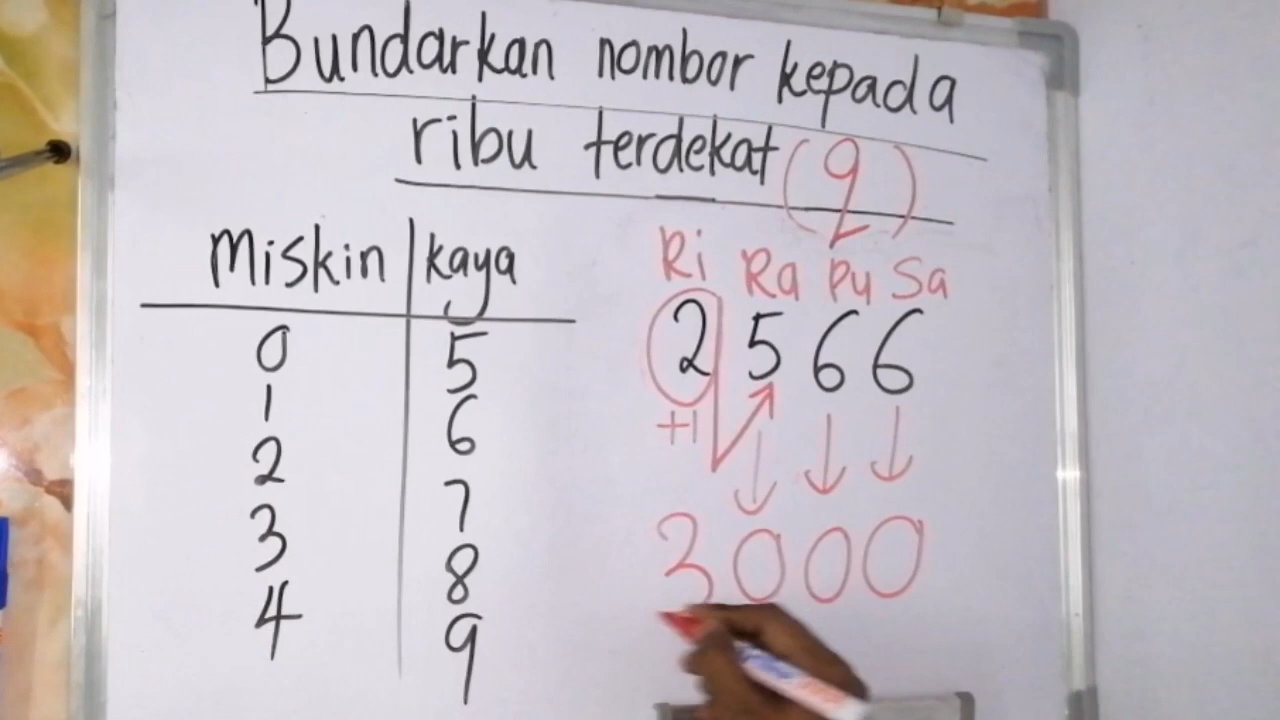 Bundarkan nombor kepada
ribu terdekat (2)
Miskin kaya
0 5
1 6
2 7
3 8
4 9
Ri Ra Pu Sa
2 5 6 6
+1
3 0 0 0